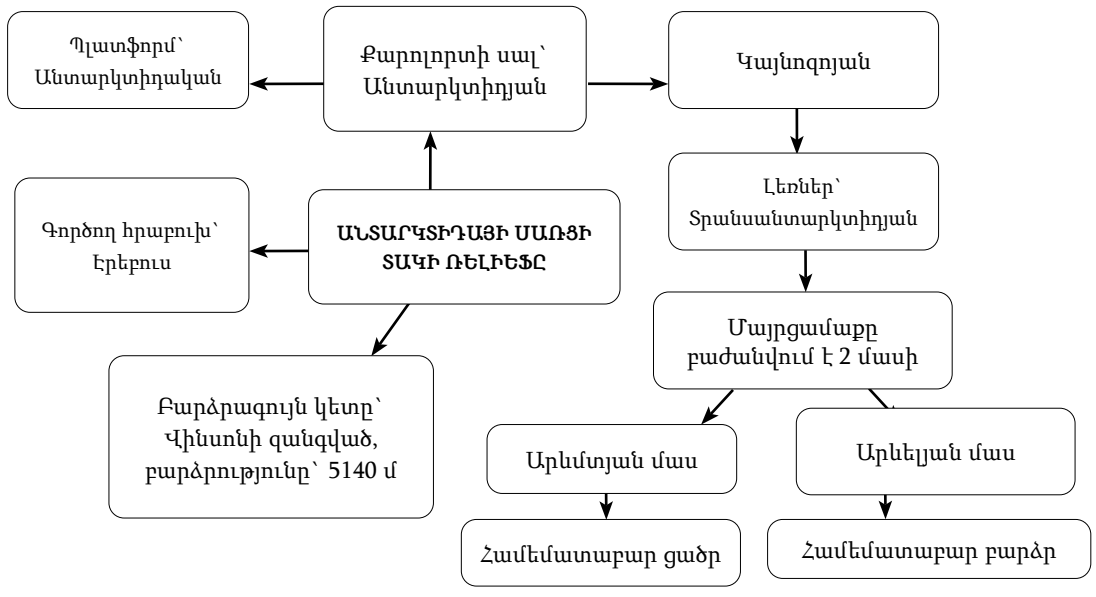 Պլատֆորմ՝
Անտարկտիդական
Քարոլորտի սալ՝
Անտարկտիդյան
Կայնոզոյան
Լեռներ՝
Տրանսանտարկտիդյան
Գործող հրաբուխ՝
Էրեբուս
ԱՆՏԱՐԿՏԻԴԱՅԻ ՍԱՌՑԻ
ՏԱԿԻ ՌԵԼԻԵՖԸ
Մայրցամաքը
բաժանվում է 2 մասի
Բարձրագույն կետը՝
Վինսոնի զանգված,
բարձրությունը՝ 5140 մ
Արևմտյան մաս
Արևելյան մաս
Համեմատաբար ցածր
Համեմատաբար բարձր